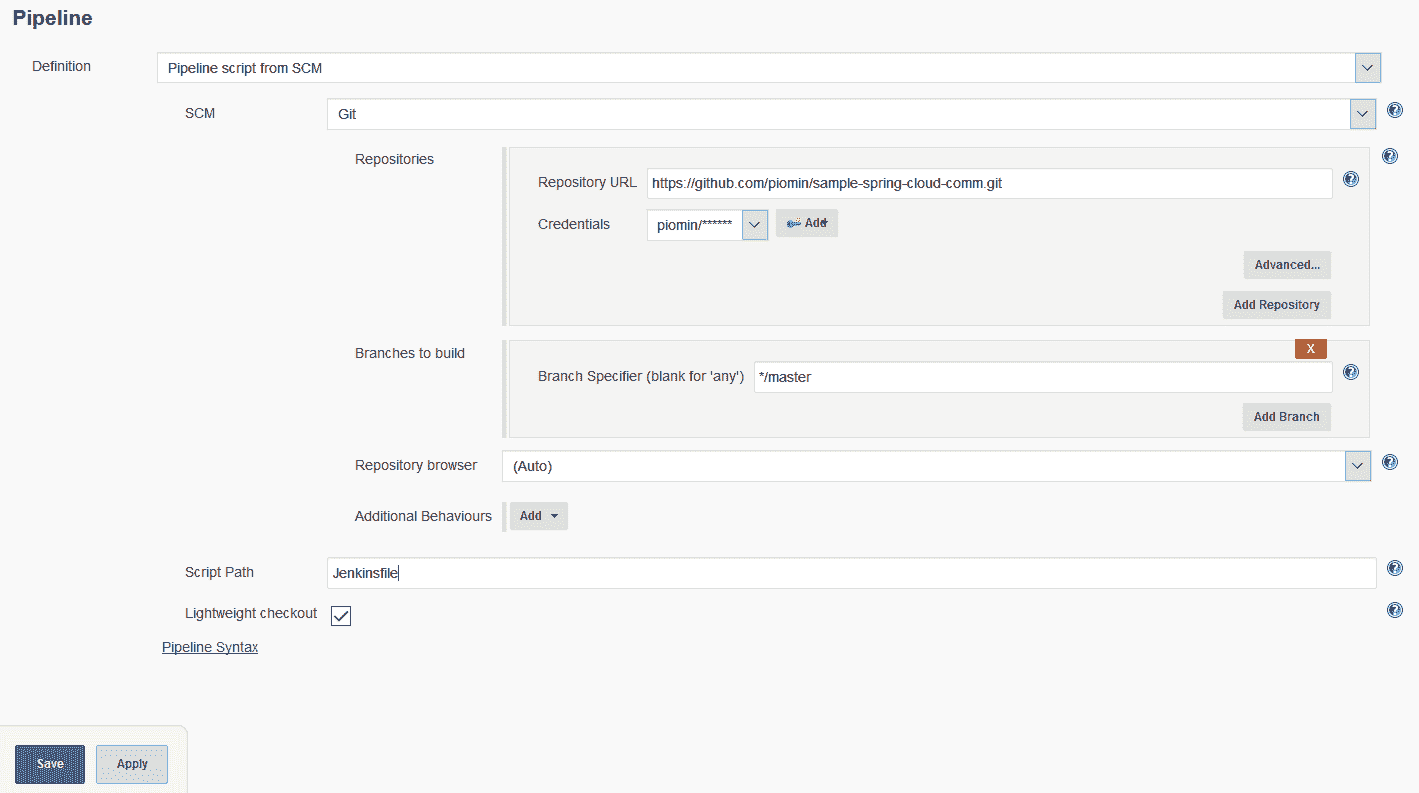 Pipeline
Definition Pipeline script from SCM
SCM Git
Repositories
Repository URL https://github.com/piomin/sample-spring-cloud-comm.git
Credentials piomin/****** Add
Advanced...
Add Repository
Branches to build X
Branch Specifier (blank for 'any') */master
Add Branch
Repository browser (Auto)
Additional Behaviours Add
Script Path Jenkinsfile
Lightweight checkout
Pipeline Syntax
Save Apply